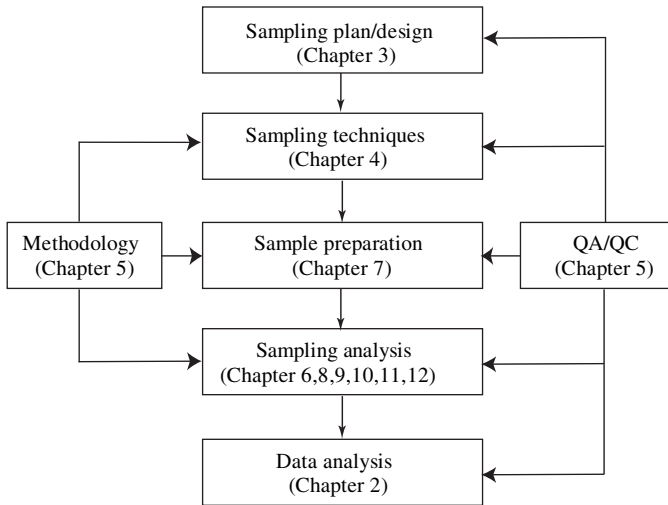 Sampling plan/design
(Chapter 3)
Sampling techniques
(Chapter 4)
Methodology
(Chapter 5)
Sample preparation
(Chapter 7)
QA/QC
(Chapter 5)
Sampling analysis
(Chapter 6,8,9,10,11,12)
Data analysis
(Chapter 2)